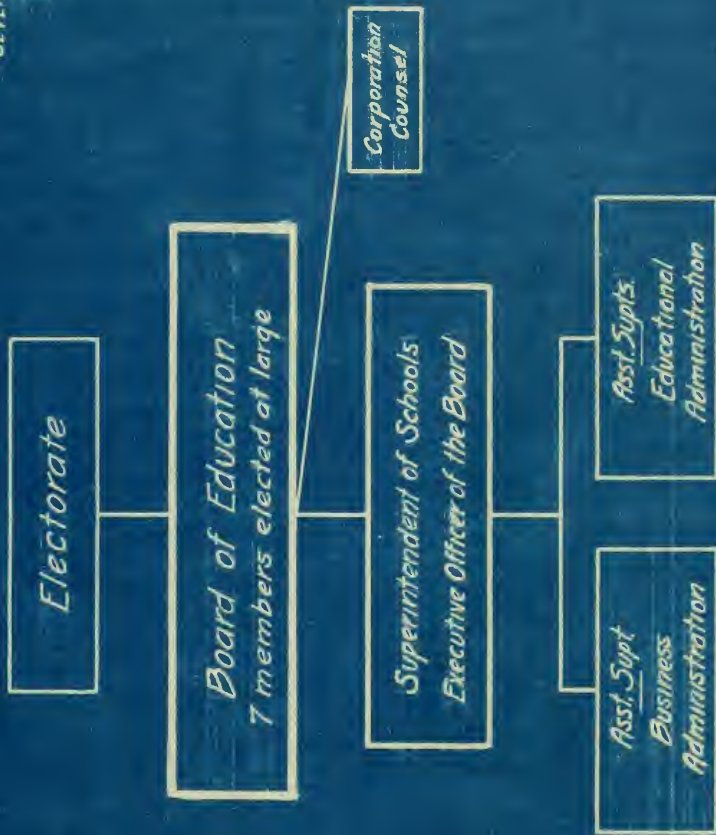 Electorate
Board of Education
7 members elected at large
Corporation
Counsel
Superintendent of Schools
Executive Officer of the Board
Asst. Supt
Business
Administration
Asst. Supts.
Educational
Administration